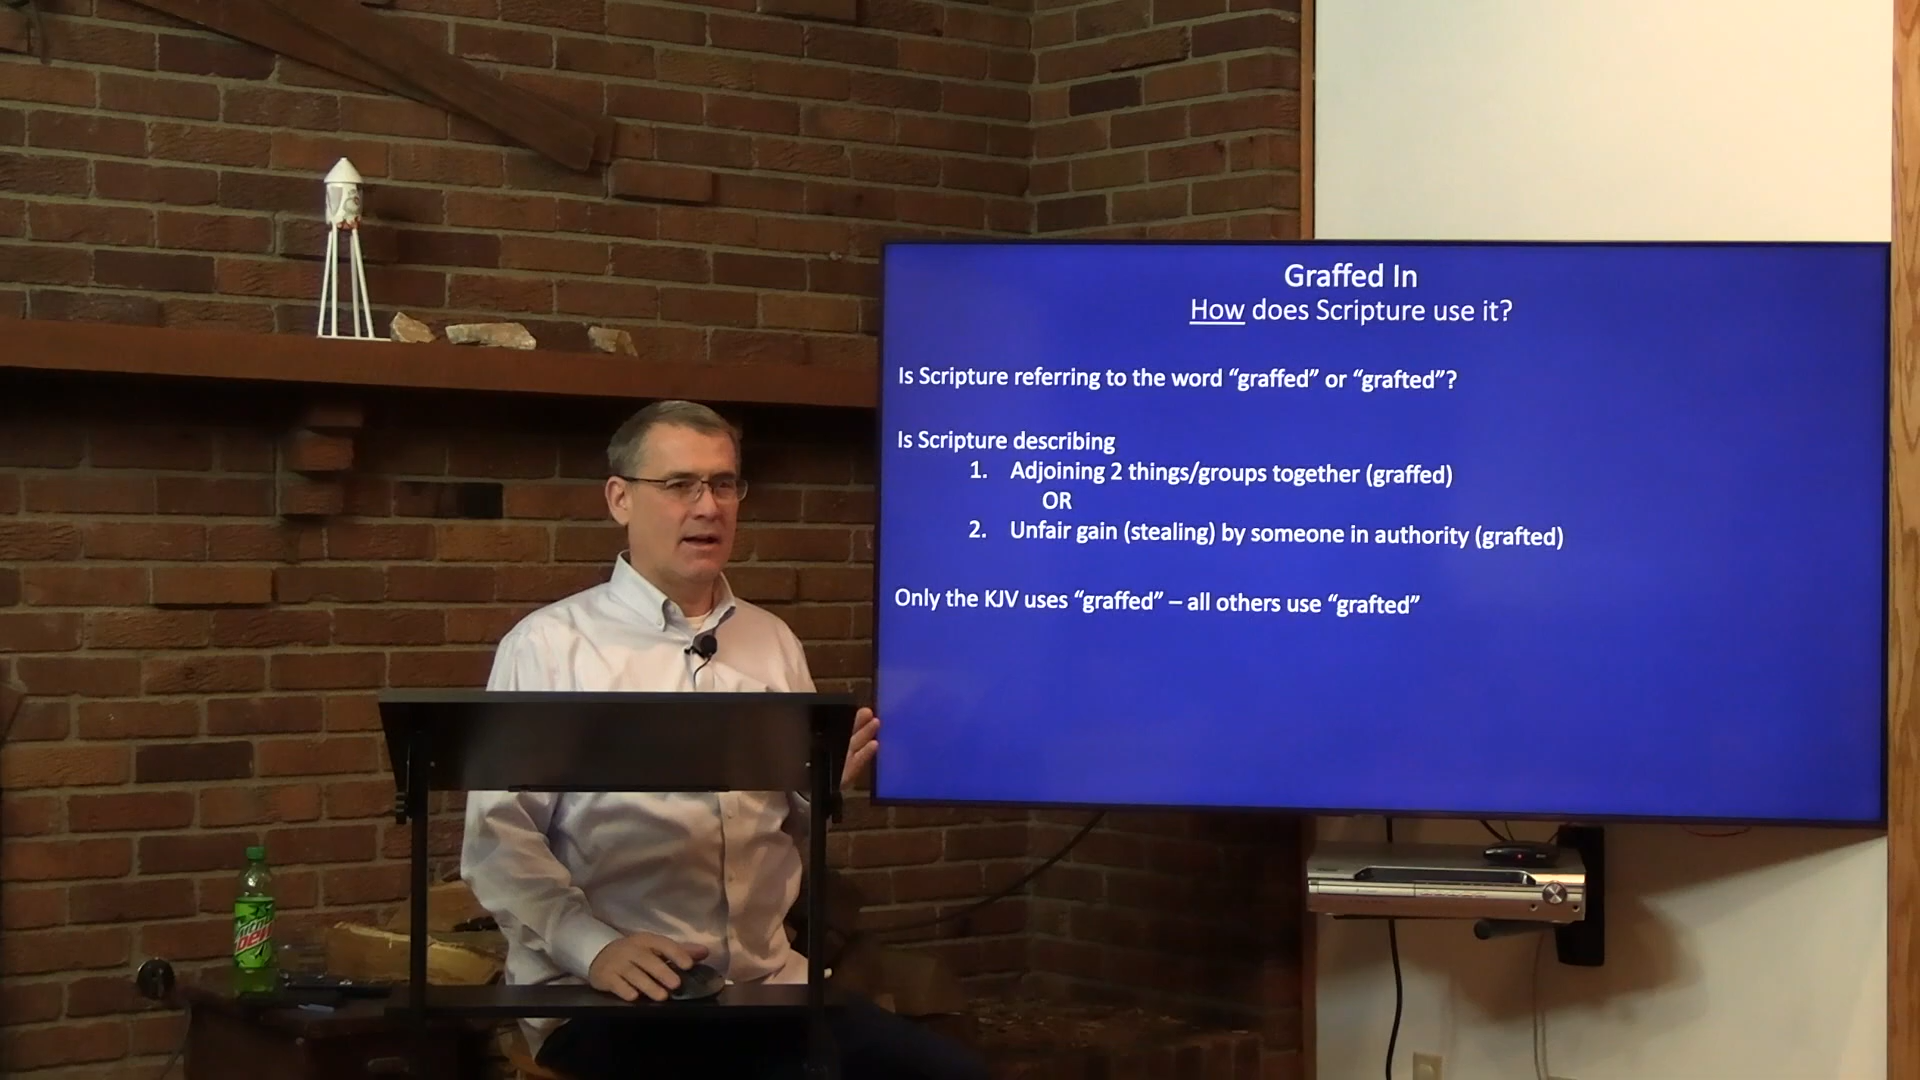 Graffed In
How does Scripture use it?
Is Scripture referring to the word “graffed” or “grafted”?
Is Scripture describing
1. Adjoining 2 things/groups together (graffed)
OR
2. Unfair gain (stealing) by someone in authority (grafted)
Only the KJV uses “graffed” – all others use “grafted”
mtn
DEW